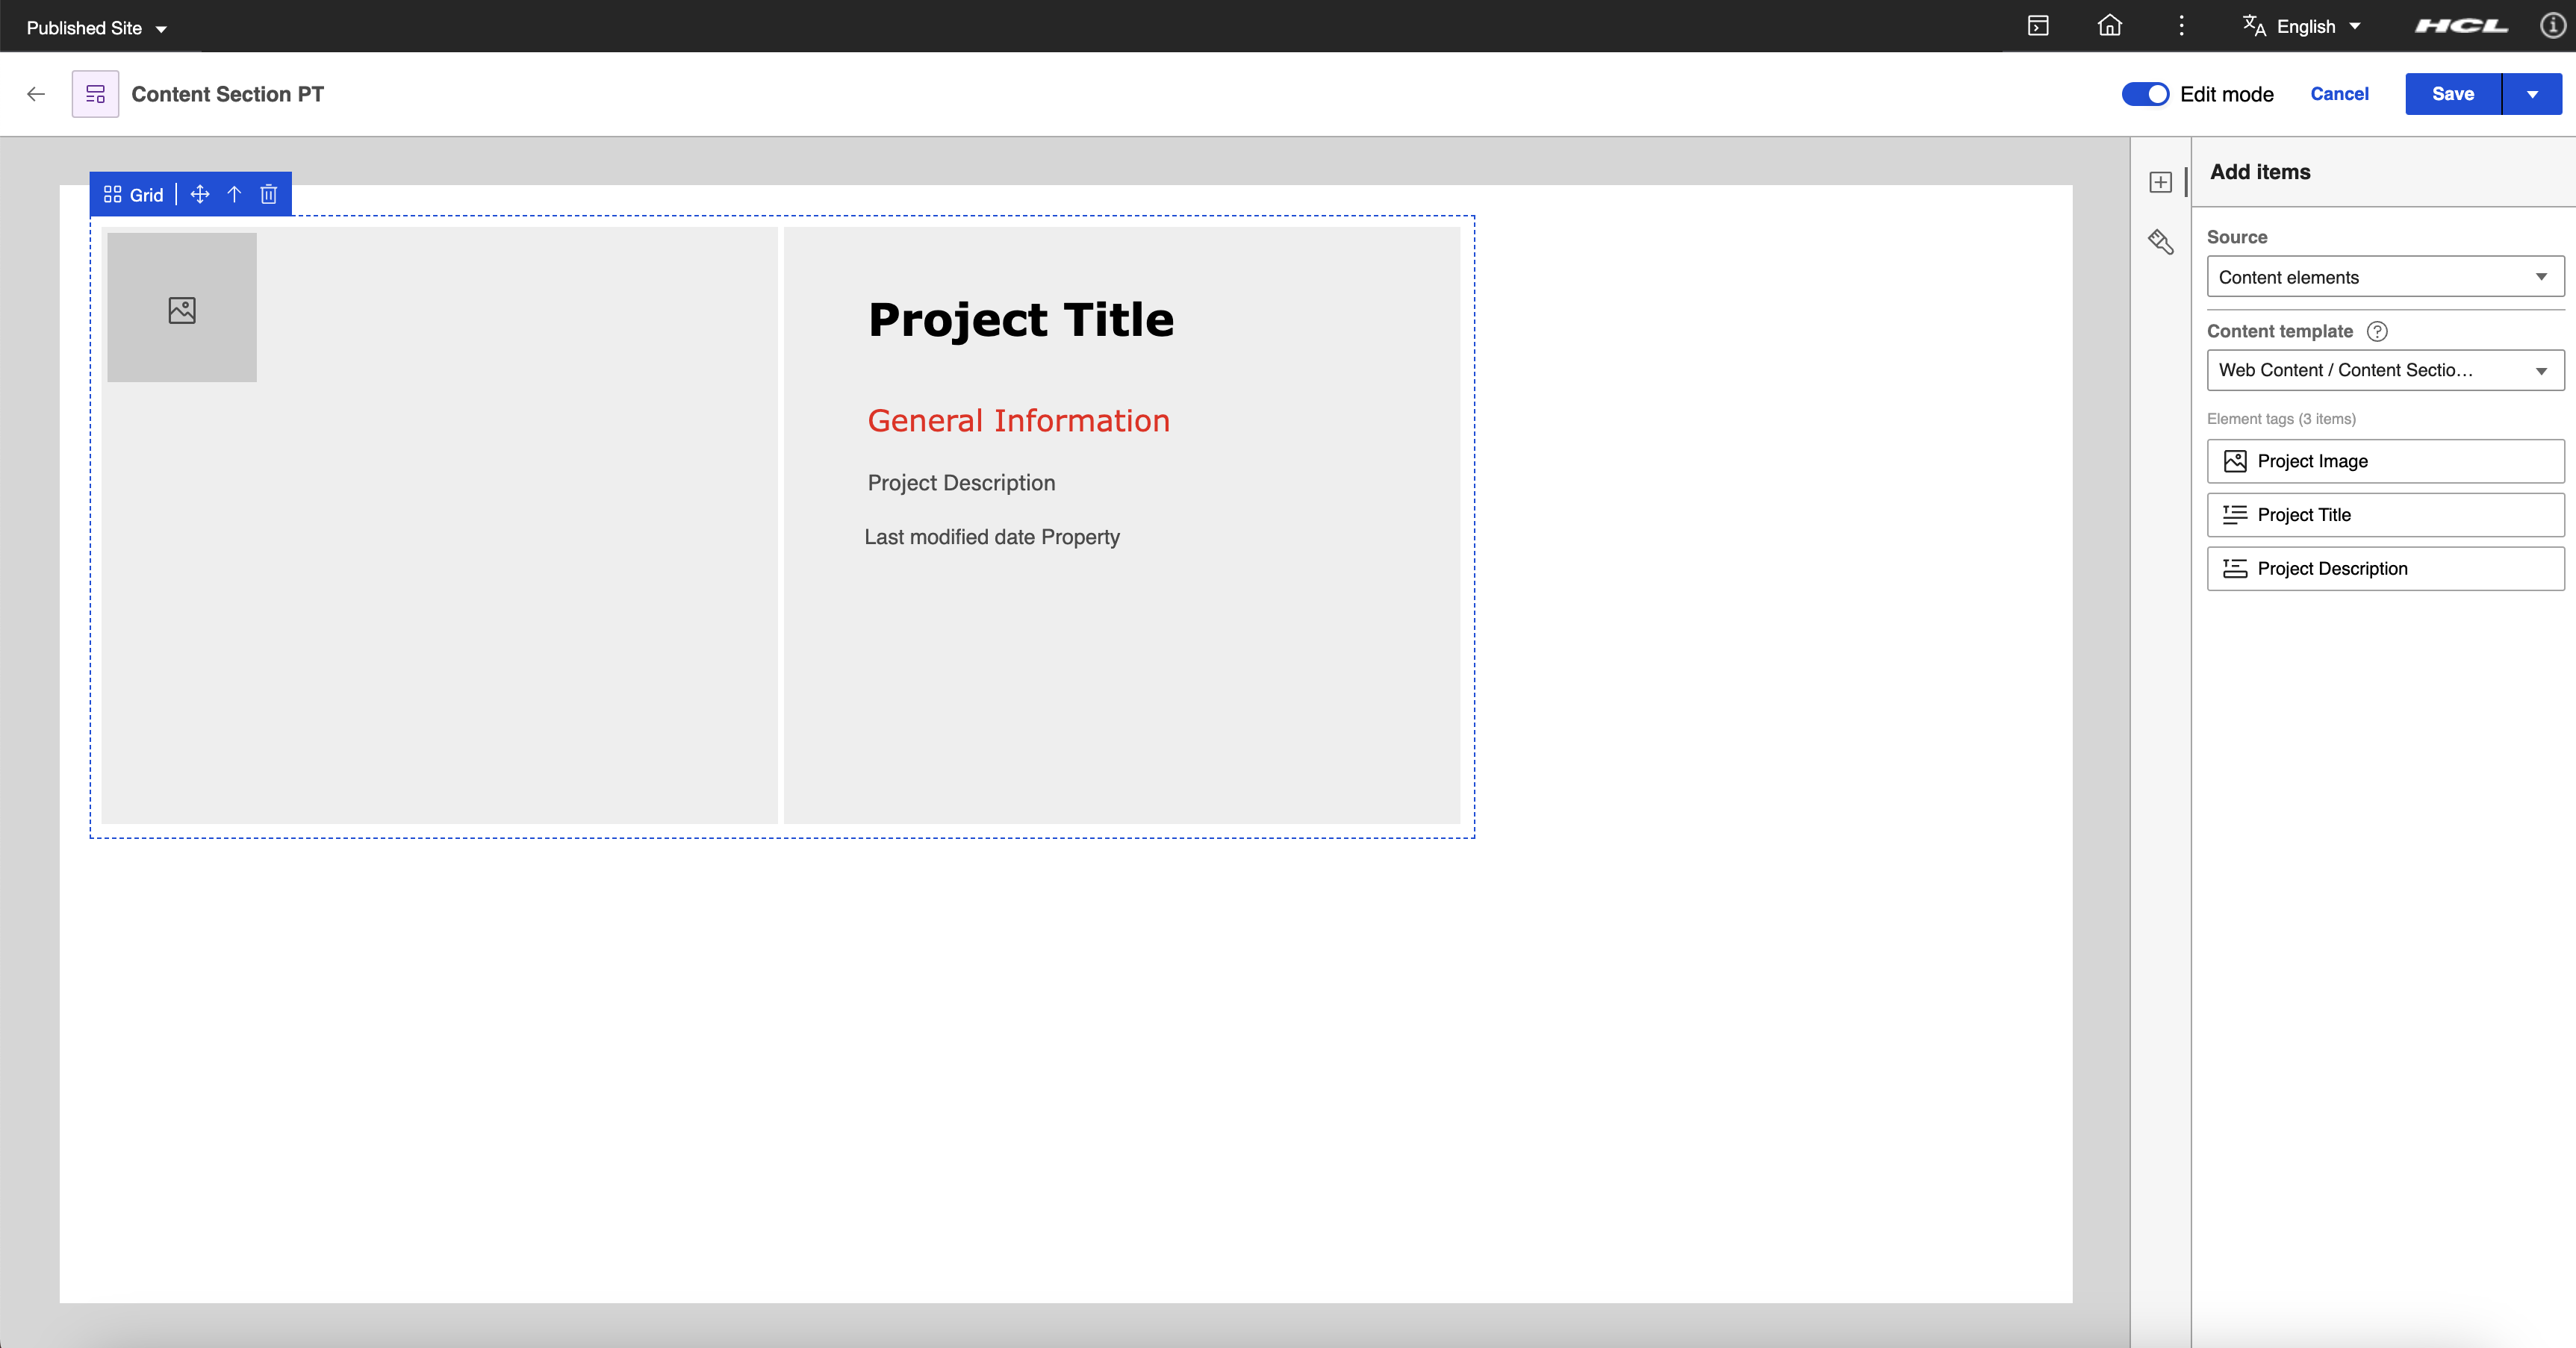 Published Site
English
HCL
Content Section PT
Edit mode
Cancel
Save
Grid
Project Title
General Information
Project Description
Last modified date Property
Add items
Source
Content elements
Content template
Web Content / Content Sectio...
Element tags (3 items)
Project Image
Project Title
Project Description